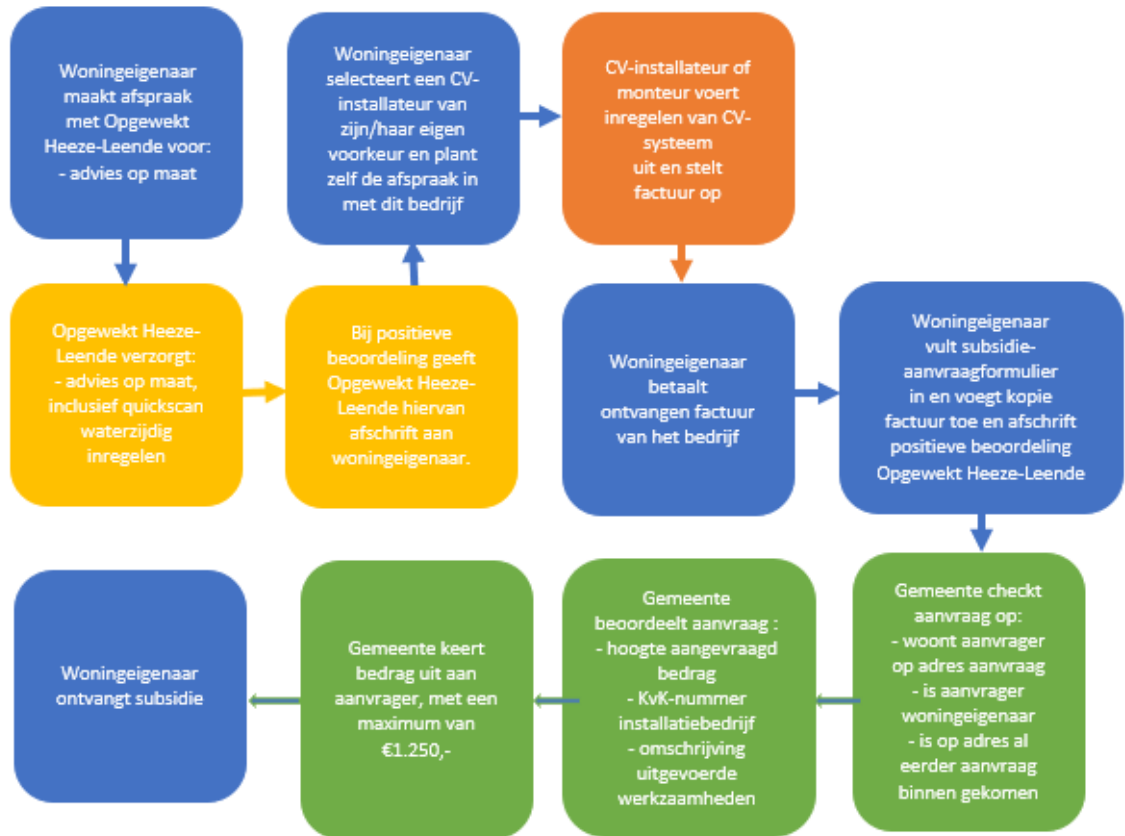 Woningeigenaar
maakt afspraak
met Opgewekt
Heeze-Leende voor:
- advies op maat
Opgewekt Heeze-
Leende verzorgt:
- advies op maat,
inclusief quickscan
waterzijdig
inregelen
Bij positieve
beoordeling geeft
Opgewekt Heeze-
Leende hiervan
afschrift aan
woningeigenaar.
Woningeigenaar
selecteert een CV-
installateur van
zijn/haar eigen
voorkeur en plant
zelf de afspraak in
met dit bedrijf
CV-installateur of
monteur voert
inregelen van CV-
systeem
uit en stelt
factuur op
Woningeigenaar
betaalt
ontvangen factuur
van het bedrijf
Woningeigenaar
vult subsidie-
aanvraagformulier
in en voegt kopie
factuur toe en afschrift
positieve beoordeling
Opgewekt Heeze-Leende
Gemeente checkt
aanvraag op:
- woont aanvrager
op adres aanvraag
- is aanvrager
woningeigenaar
- is op adres al
eerder aanvraag
binnen gekomen
Gemeente
beoordeelt aanvraag :
- hoogte aangevraagd
bedrag
- KvK-nummer
installatiebedrijf
- omschrijving
uitgevoerde
werkzaamheden
Gemeente keert
bedrag uit aan
aanvrager, met een
maximum van
€1.250,-
Woningeigenaar
ontvangt subsidie